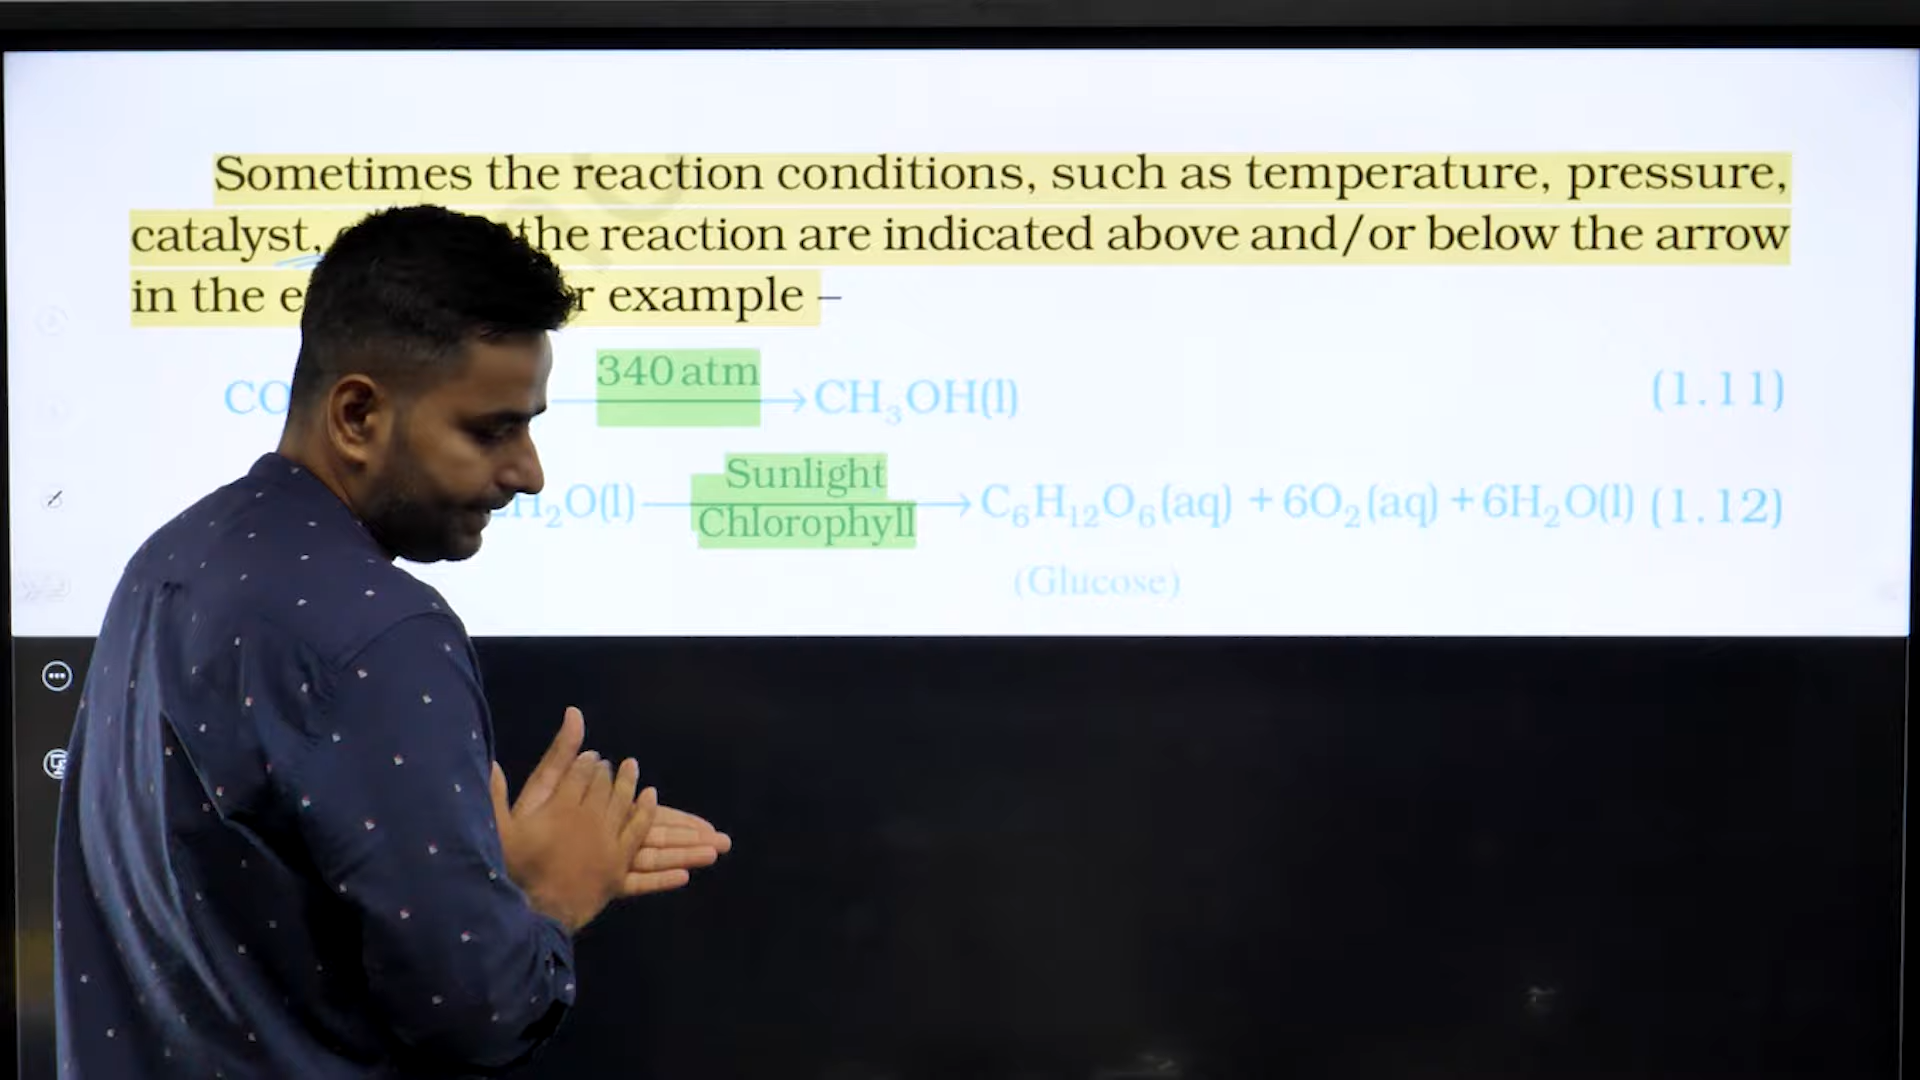 Sometimes the reaction conditions, such as temperature, pressure,
catalyst, the reaction are indicated above and/or below the arrow
in the example –
CO 340 atm → CH₃OH(l) (1.11)
H₂O(l) Sunlight → C₆H₁₂O₆(aq) + 6O₂(aq) + 6H₂O(l) (1.12)
Chlorophyll
(Glucose)